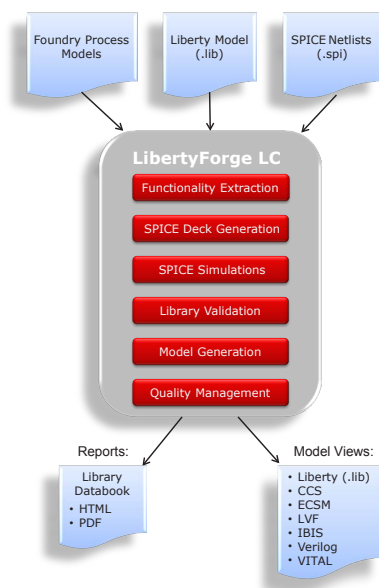 Foundry Process
Models
Liberty Model
(.lib)
SPICE Netlists
(.spi)
LibertyForge LC
Functionality Extraction
SPICE Deck Generation
SPICE Simulations
Library Validation
Model Generation
Quality Management
Reports:
Library
Databook
• HTML
• PDF
Model Views:
• Liberty (.lib)
• CCS
• ECSM
• LVF
• IBIS
• Verilog
• VITAL